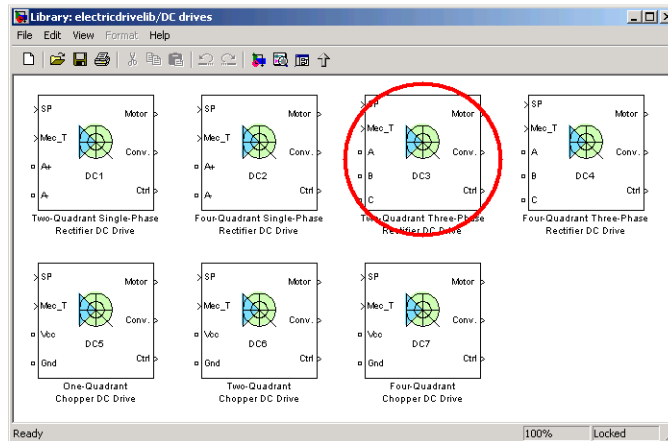 Library: electricdrivelib/DC drives
File Edit View Format Help
SP
Motor
Mec_T
Conv.
A+
DC1
Ctrl
A-
Two-Quadrant Single-Phase
Rectifier DC Drive
SP
Motor
Mec_T
Conv.
A+
DC2
Ctrl
A-
Four-Quadrant Single-Phase
Rectifier DC Drive
SP
Motor
Mec_T
A
Conv.
B
DC3
Ctrl
C
Two-Quadrant Three-Phase
Rectifier DC Drive
SP
Motor
Mec_T
A
Conv.
B
DC4
Ctrl
C
Four-Quadrant Three-Phase
Rectifier DC Drive
SP
Motor
Mec_T
Conv.
Vcc
DC5
Ctrl
Gnd
One-Quadrant
Chopper DC Drive
SP
Motor
Mec_T
Conv.
Vcc
DC6
Ctrl
Gnd
Two-Quadrant
Chopper DC Drive
SP
Motor
Mec_T
Conv.
Vcc
DC7
Ctrl
Gnd
Four-Quadrant
Chopper DC Drive
Ready 100% Locked